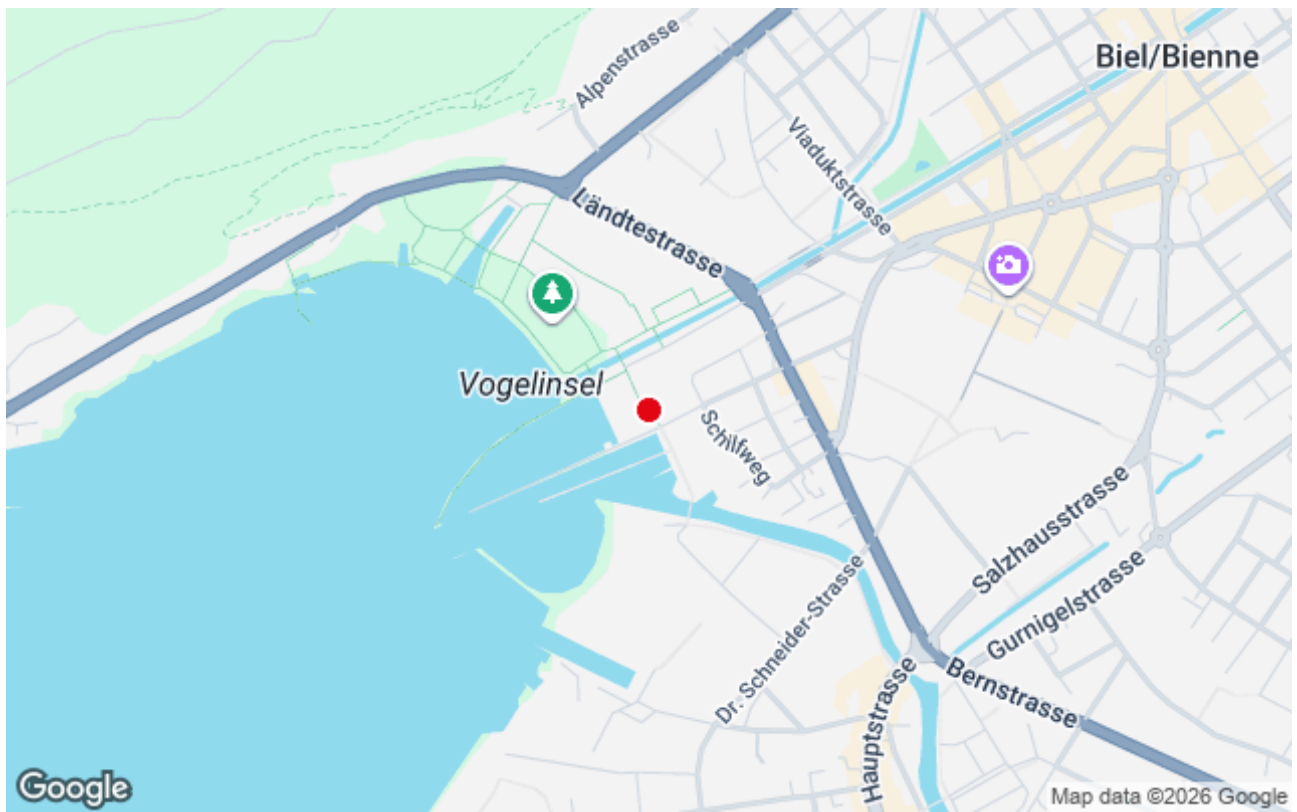 Biel/Bienne
Alpenstrasse
Viaduktstrasse
Ländtestrasse
Vogelinsel
Schilfweg
Salzhausstrasse
Gurnigelstrasse
Dr. Schneider-Strasse
Hauptstrasse
Bernstrasse
Google
Map data ©2026 Google